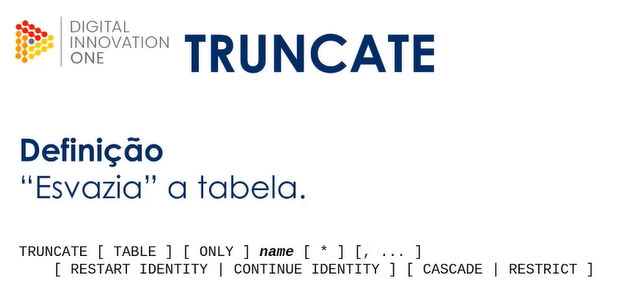 DIGITAL
INNOVATION
ONE
TRUNCATE
Definição
“Esvazia” a tabela.
TRUNCATE [ TABLE ] [ ONLY ] name [ * ] [, ... ]
[ RESTART IDENTITY | CONTINUE IDENTITY ] [ CASCADE | RESTRICT ]